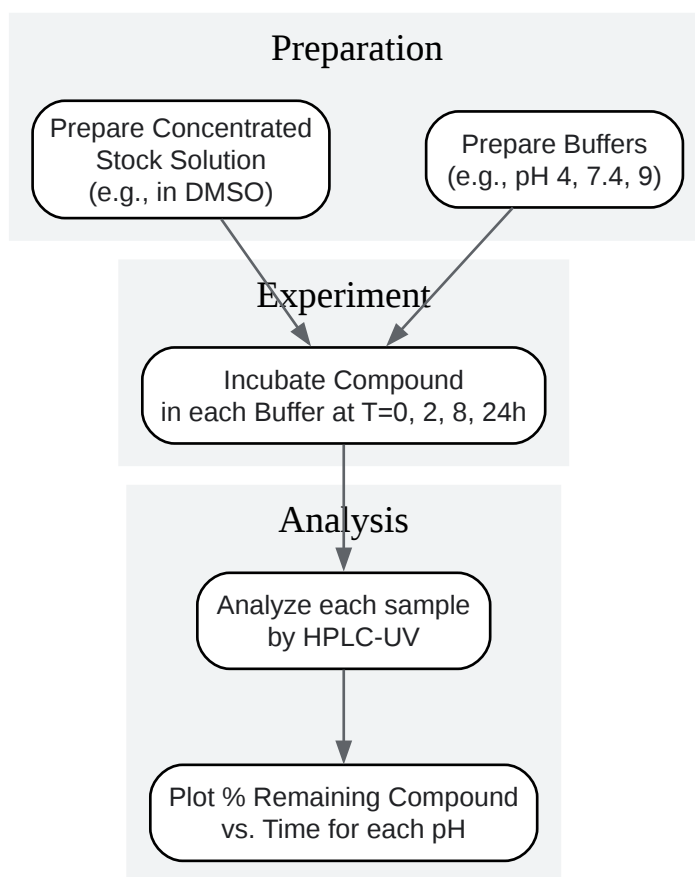 Preparation
Prepare Concentrated
Stock Solution
(e.g., in DMSO)
Prepare Buffers
(e.g., pH 4, 7.4, 9)
Experiment
Incubate Compound
in each Buffer at T=0, 2, 8, 24h
Analysis
Analyze each sample
by HPLC-UV
Plot % Remaining Compound
vs. Time for each pH